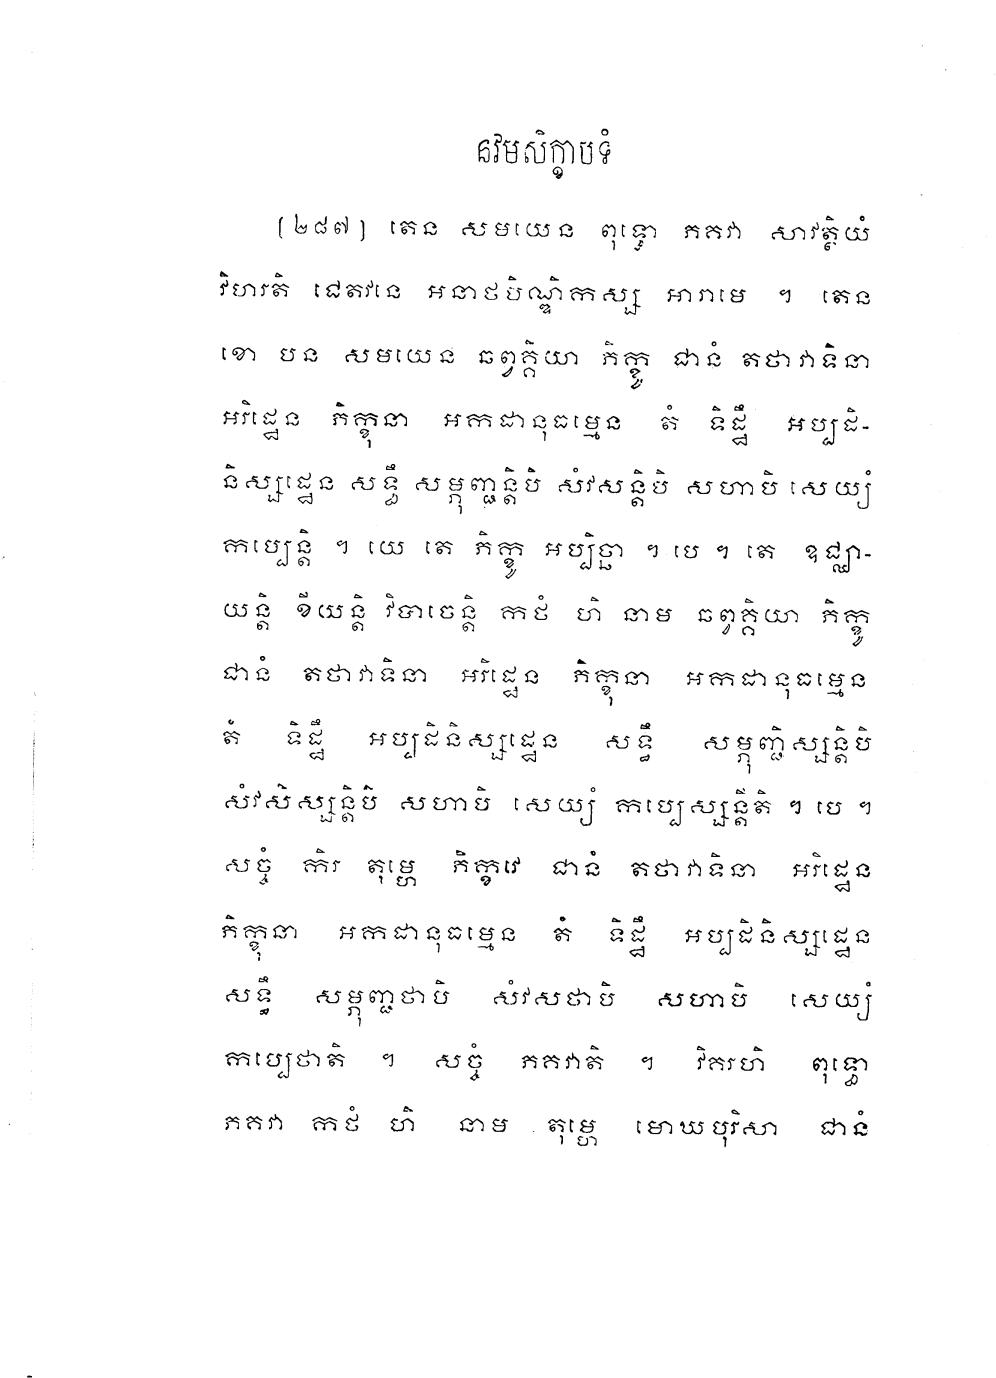 នវមសិក្ខាបទំ
[២៨៧] តេន សមយេន ពុទ្ធោ ភគវា សាវត្ថិយំ
វិហរតិ ជេតវនេ អនាថបិណ្ឌិកស្ស អារាមេ ។ តេន
ខោ បន សមយេន ឆព្វគ្គិយា ភិក្ខូ ជានំ តថាវាទិនា
អរិដ្ឋេន ភិក្ខុនា អកដានុធម្មេន តំ ទិដ្ឋឹ អប្បដិ-
និស្សដ្ឋេន សទ្ធឹ សម្ភុញ្ជន្តិបិ សំវសន្តិបិ សហាបិ សេយ្យំ
កប្បេន្តិ ។ យេ តេ ភិក្ខូ អប្បិច្ឆា ។ បេ ។ តេ ឧជ្ឈា-
យន្តិ ខីយន្តិ វិបាចេន្តិ កថំ ហិ នាម ឆព្វគ្គិយា ភិក្ខូ
ជានំ តថាវាទិនា អរិដ្ឋេន ភិក្ខុនា អកដានុធម្មេន
តំ ទិដ្ឋឹ អប្បដិនិស្សដ្ឋេន សទ្ធឹ សម្ភុញ្ជិស្សន្តិបិ
សំវសិស្សន្តិបិ សហាបិ សេយ្យំ កប្បេស្សន្តីតិ ។ បេ ។
សច្ចំ កិរ តុម្ហេ ភិក្ខវេ ជានំ តថាវាទិនា អរិដ្ឋេន
ភិក្ខុនា អកដានុធម្មេន តំ ទិដ្ឋឹ អប្បដិនិស្សដ្ឋេន
សទ្ធឹ សម្ភុញ្ជថាបិ សំវសថាបិ សហាបិ សេយ្យំ
កប្បេថាតិ ។ សច្ចំ ភគវាតិ ។ វិគរហិ ពុទ្ធោ
ភគវា កថំ ហិ នាម តុម្ហេ មោឃបុរិសា ជានំ